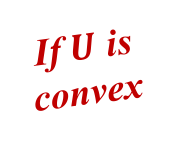 If U is
convex